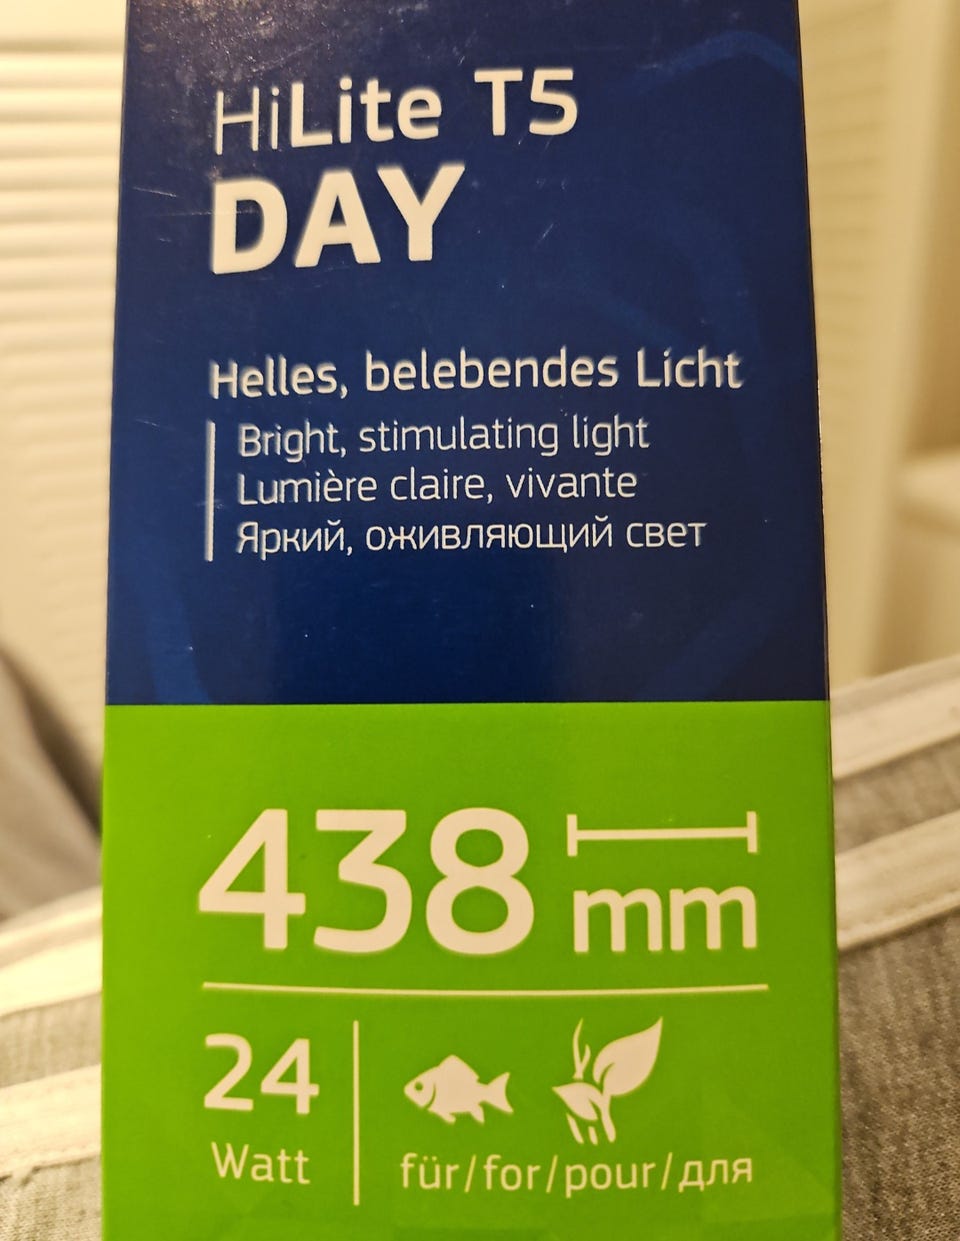 HiLite T5
DAY
Helles, belebendes Licht
Bright, stimulating light
Lumière claire, vivante
Яркий, оживляющий свет
438 mm
24
Watt
für/for/pour/для